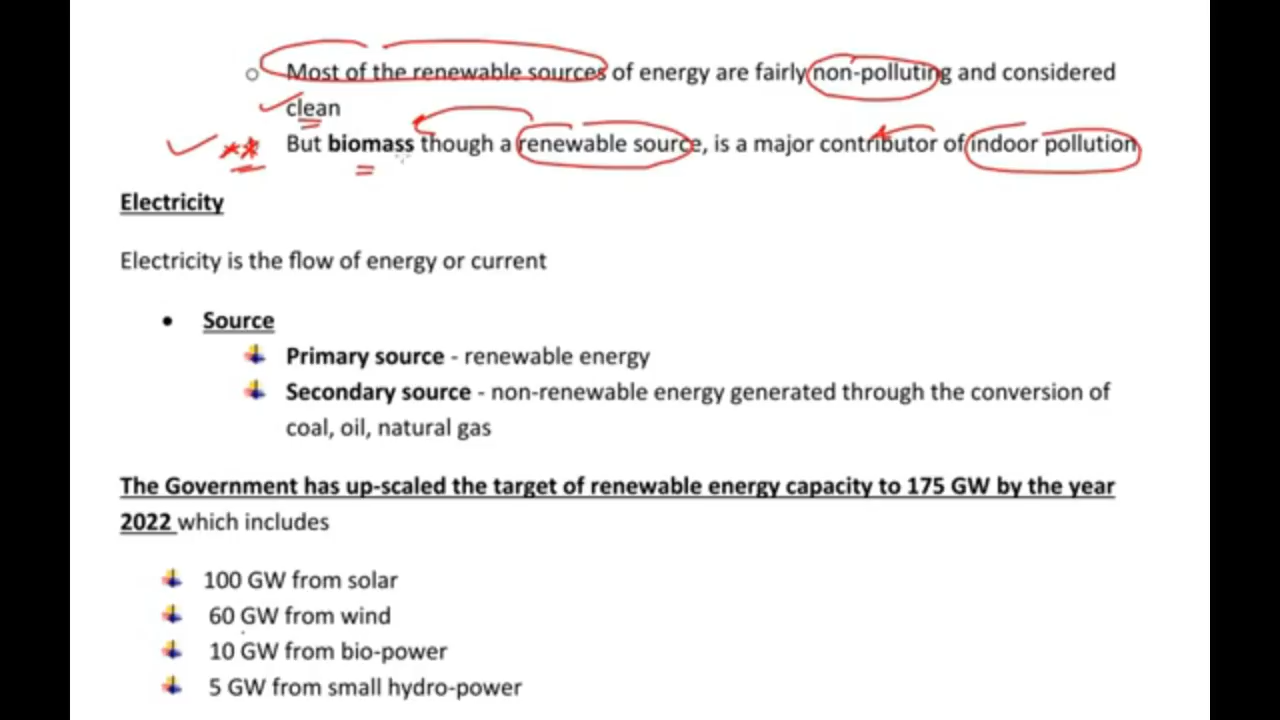 Most of the renewable sources of energy are fairly non-polluting and considered
clean
But biomass though a renewable source, is a major contributor of indoor pollution
Electricity
Electricity is the flow of energy or current
Source
Primary source - renewable energy
Secondary source - non-renewable energy generated through the conversion of
coal, oil, natural gas
The Government has up-scaled the target of renewable energy capacity to 175 GW by the year
2022 which includes
100 GW from solar
60 GW from wind
10 GW from bio-power
5 GW from small hydro-power